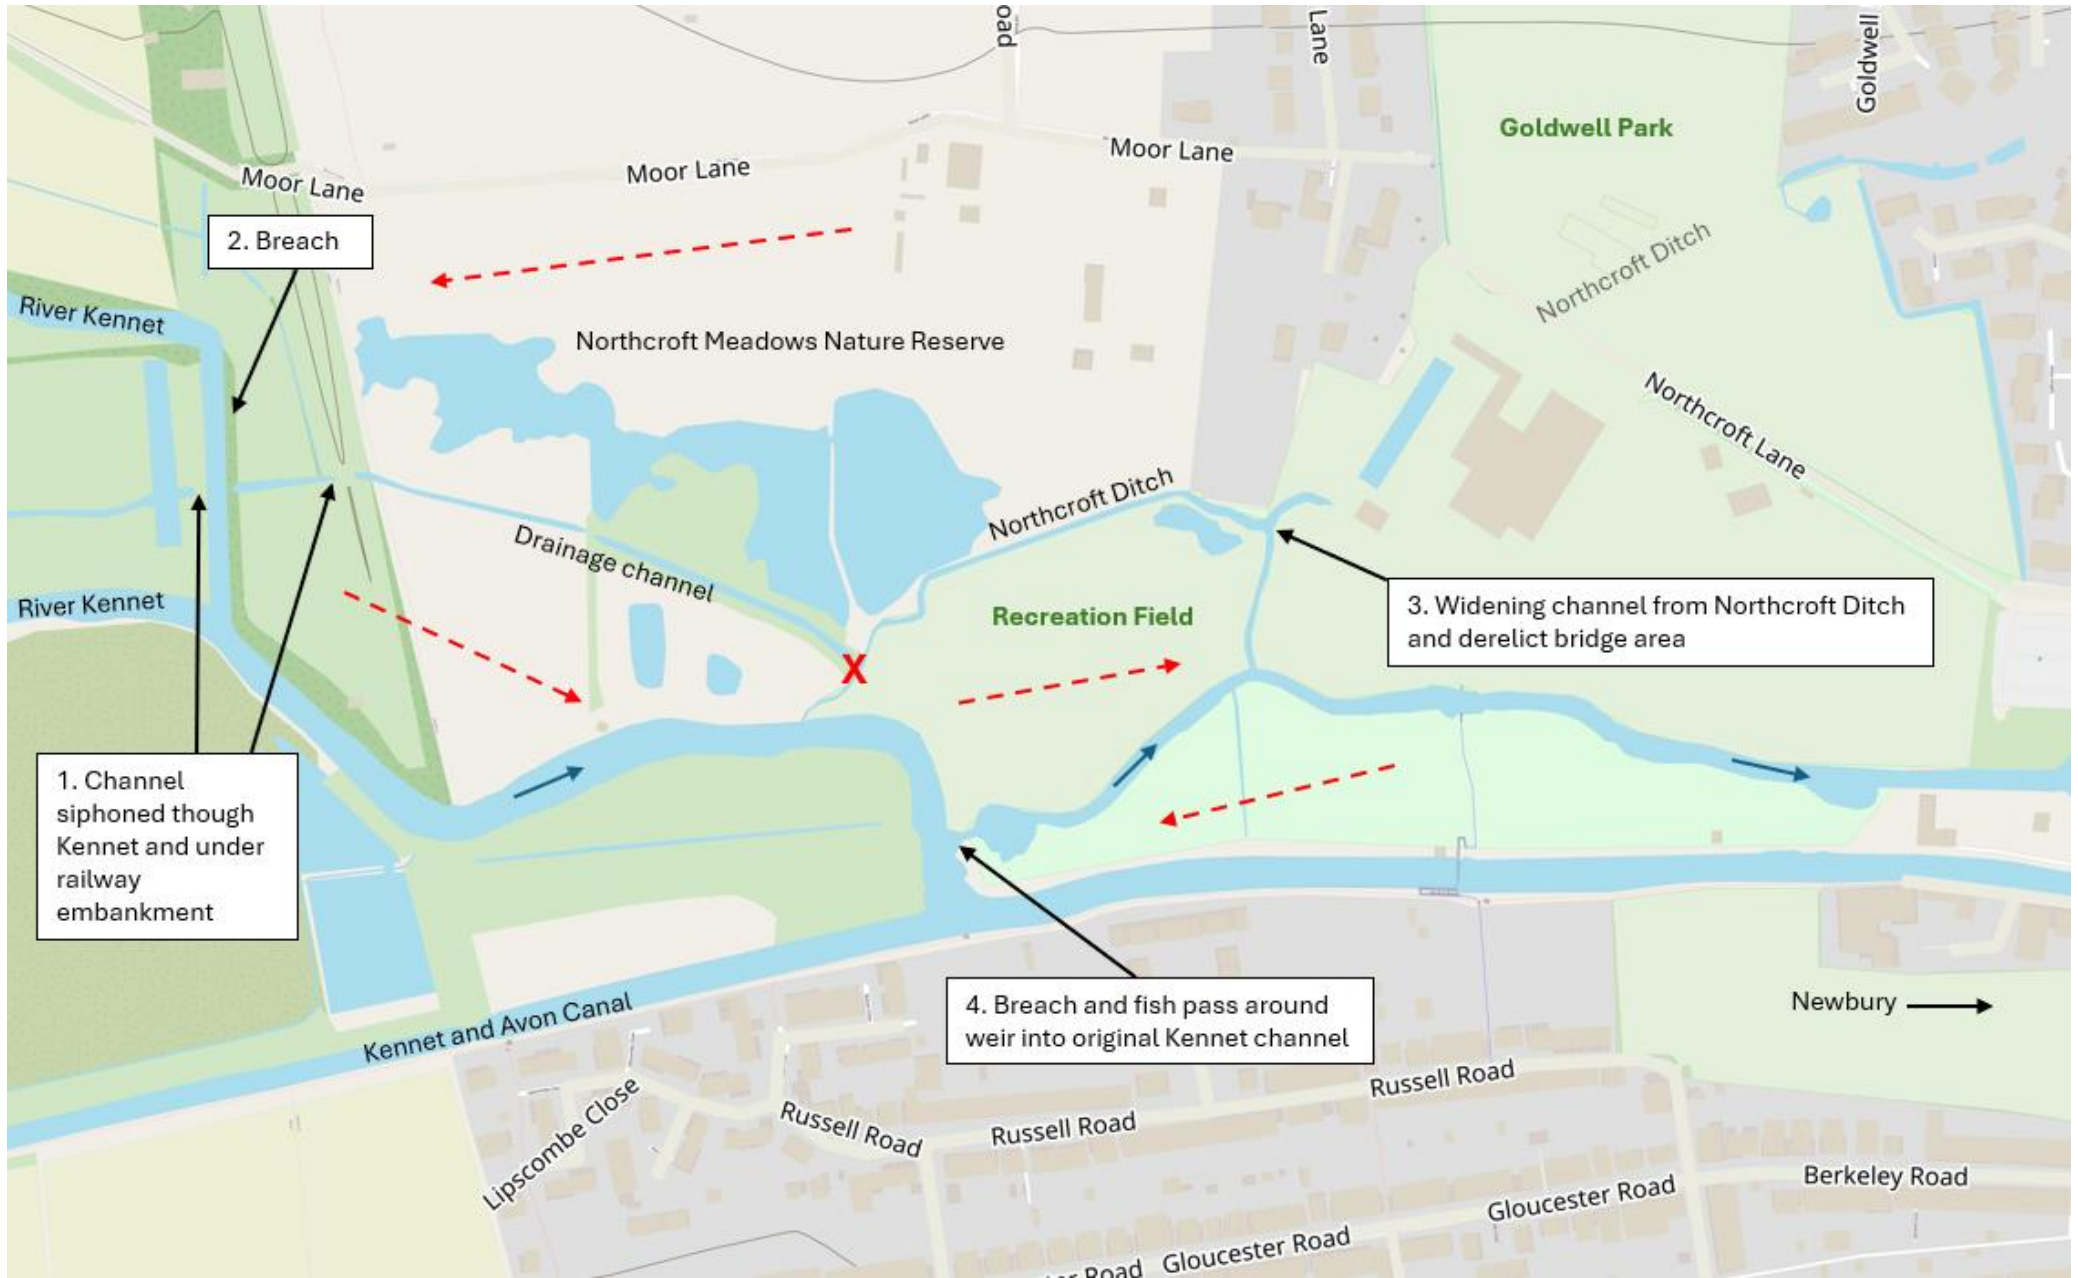 oad
Lane
Goldwell
Goldwell Park
Moor Lane
Moor Lane
Moor Lane
2. Breach
Northcroft Ditch
River Kennet
Northcroft Meadows Nature Reserve
Northcroft Lane
Northcroft Ditch
Drainage channel
River Kennet
Recreation Field
3. Widening channel from Northcroft Ditch
and derelict bridge area
X
1. Channel
siphoned though
Kennet and under
railway
embankment
4. Breach and fish pass around
weir into original Kennet channel
Newbury
Kennet and Avon Canal
Lipscombe Close
Russell Road
Russell Road
Russell Road
Berkeley Road
Gloucester Road
Gloucester Road
er Road